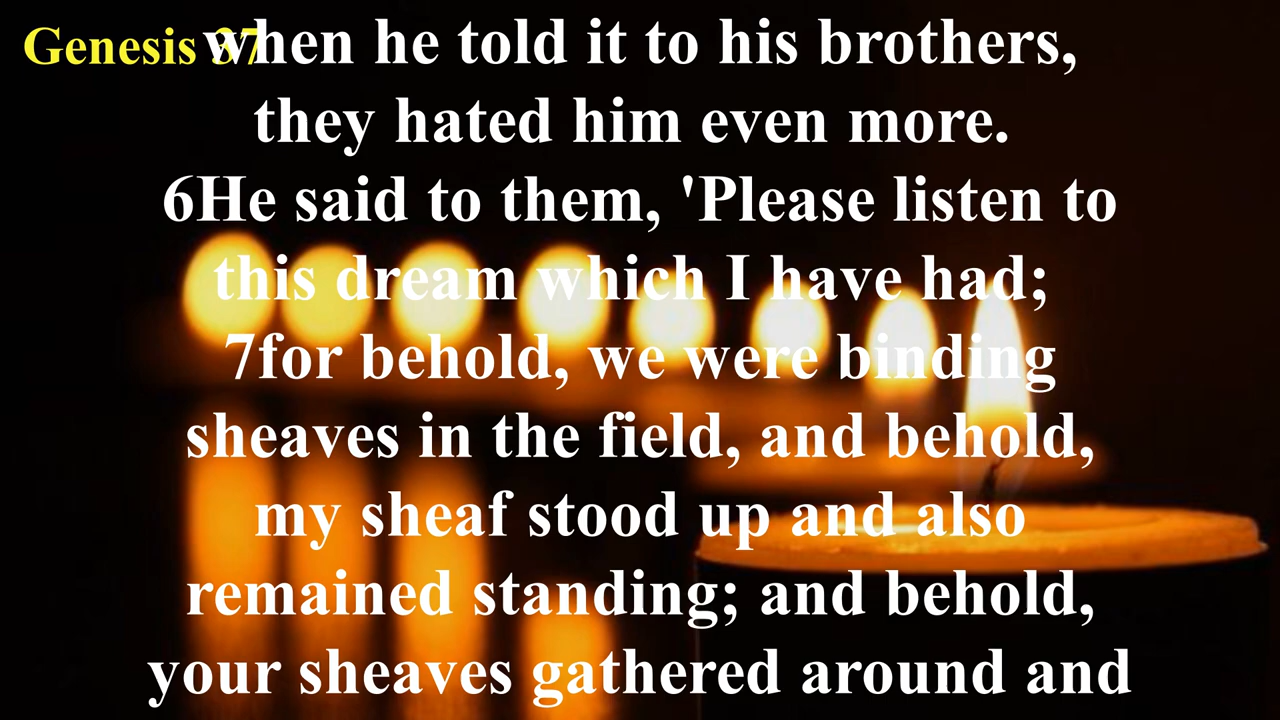 Genesis 37
when he told it to his brothers,
they hated him even more.
6He said to them, 'Please listen to
this dream which I have had;
7for behold, we were binding
sheaves in the field, and behold,
my sheaf stood up and also
remained standing; and behold,
your sheaves gathered around and